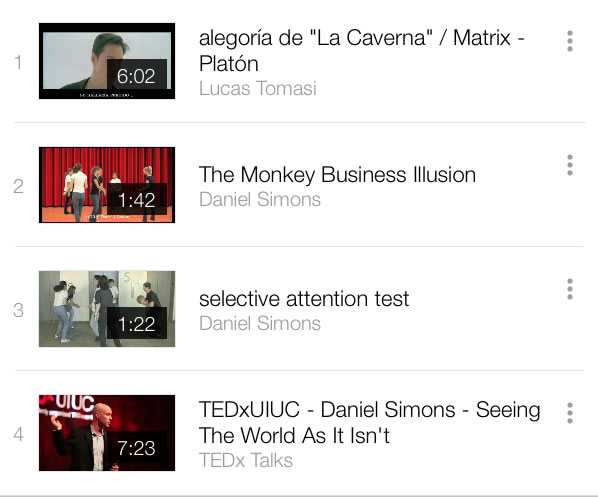 1
6:02
alegoría de "La Caverna" / Matrix -
Platón
Lucas Tomasi
2
1:42
The Monkey Business Illusion
Daniel Simons
3
1:22
selective attention test
Daniel Simons
4
UIUC
7:23
TEDxUIUC - Daniel Simons - Seeing
The World As It Isn't
TEDx Talks